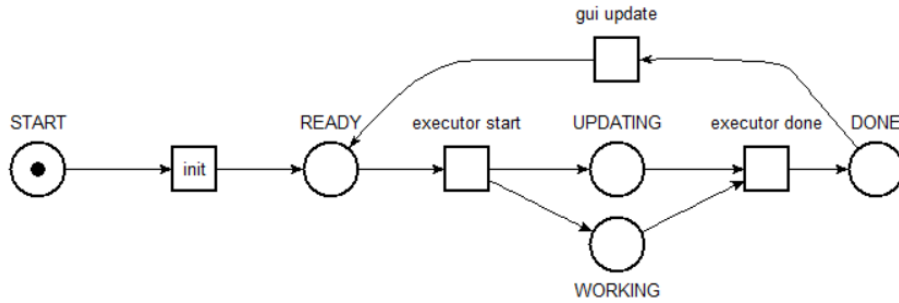 gui update
START
READY
executor start
UPDATING
executor done
DONE
init
WORKING